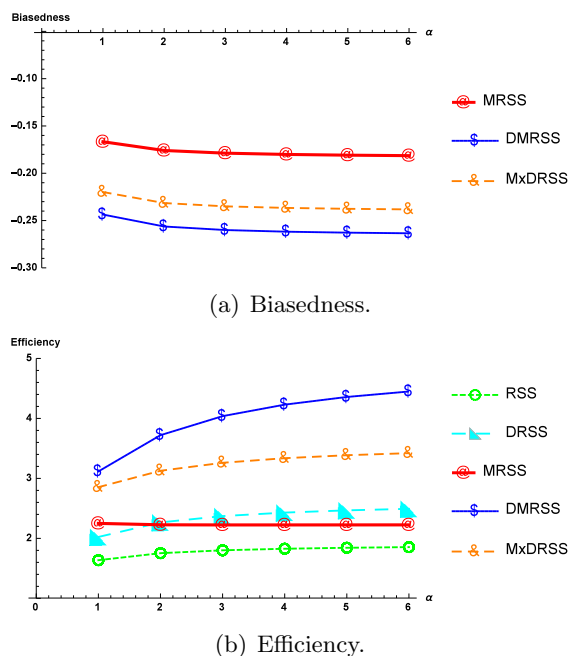 Biasedness
α
1 2 3 4 5 6
−0.10
−0.15
−0.20
−0.25
−0.30
MRSS
DMRSS
MxDRSS
(a) Biasedness.
Efficiency
5
4
3
2
0 1 2 3 4 5 6
α
RSS
DRSS
MRSS
DMRSS
MxDRSS
(b) Efficiency.